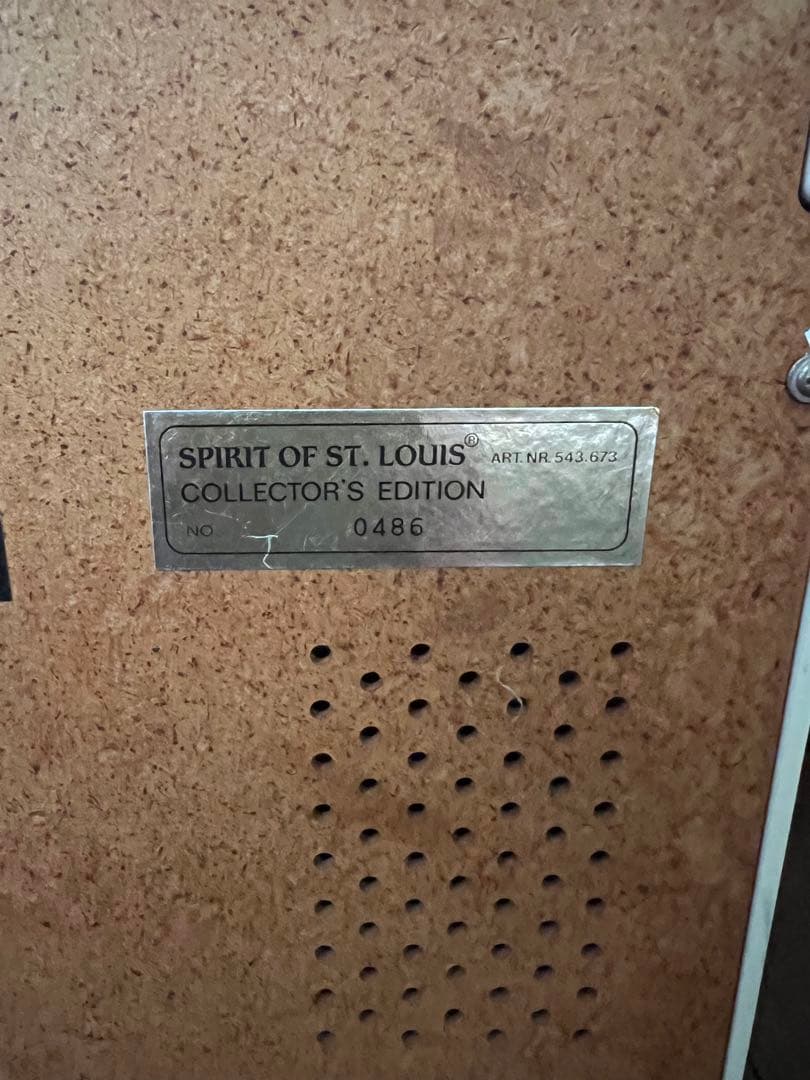 SPIRIT OF ST. LOUIS® ART. NR. 543.673
COLLECTOR'S EDITION
NO 0486